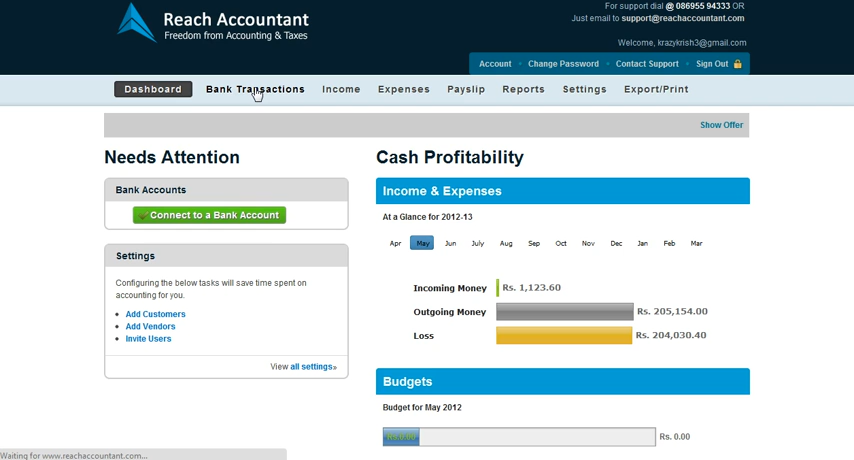 Reach Accountant
Freedom from Accounting & Taxes
For support dial @ 086955 94333 OR
Just email to support@reachaccountant.com
Welcome, krazykrish3@gmail.com
Account • Change Password • Contact Support • Sign Out
Dashboard Bank Transactions Income Expenses Payslip Reports Settings Export/Print
Show Offer
Needs Attention
Bank Accounts
Connect to a Bank Account
Settings
Configuring the below tasks will save time spent on
accounting for you.
• Add Customers
• Add Vendors
• Invite Users
View all settings»
Cash Profitability
Income & Expenses
At a Glance for 2012-13
Apr May Jun July Aug Sep Oct Nov Dec Jan Feb Mar
Incoming Money Rs. 1,123.60
Outgoing Money Rs. 205,154.00
Loss Rs. 204,030.40
Budgets
Budget for May 2012
Rs.0.00 Rs. 0.00
Waiting for www.reachaccountant.com...